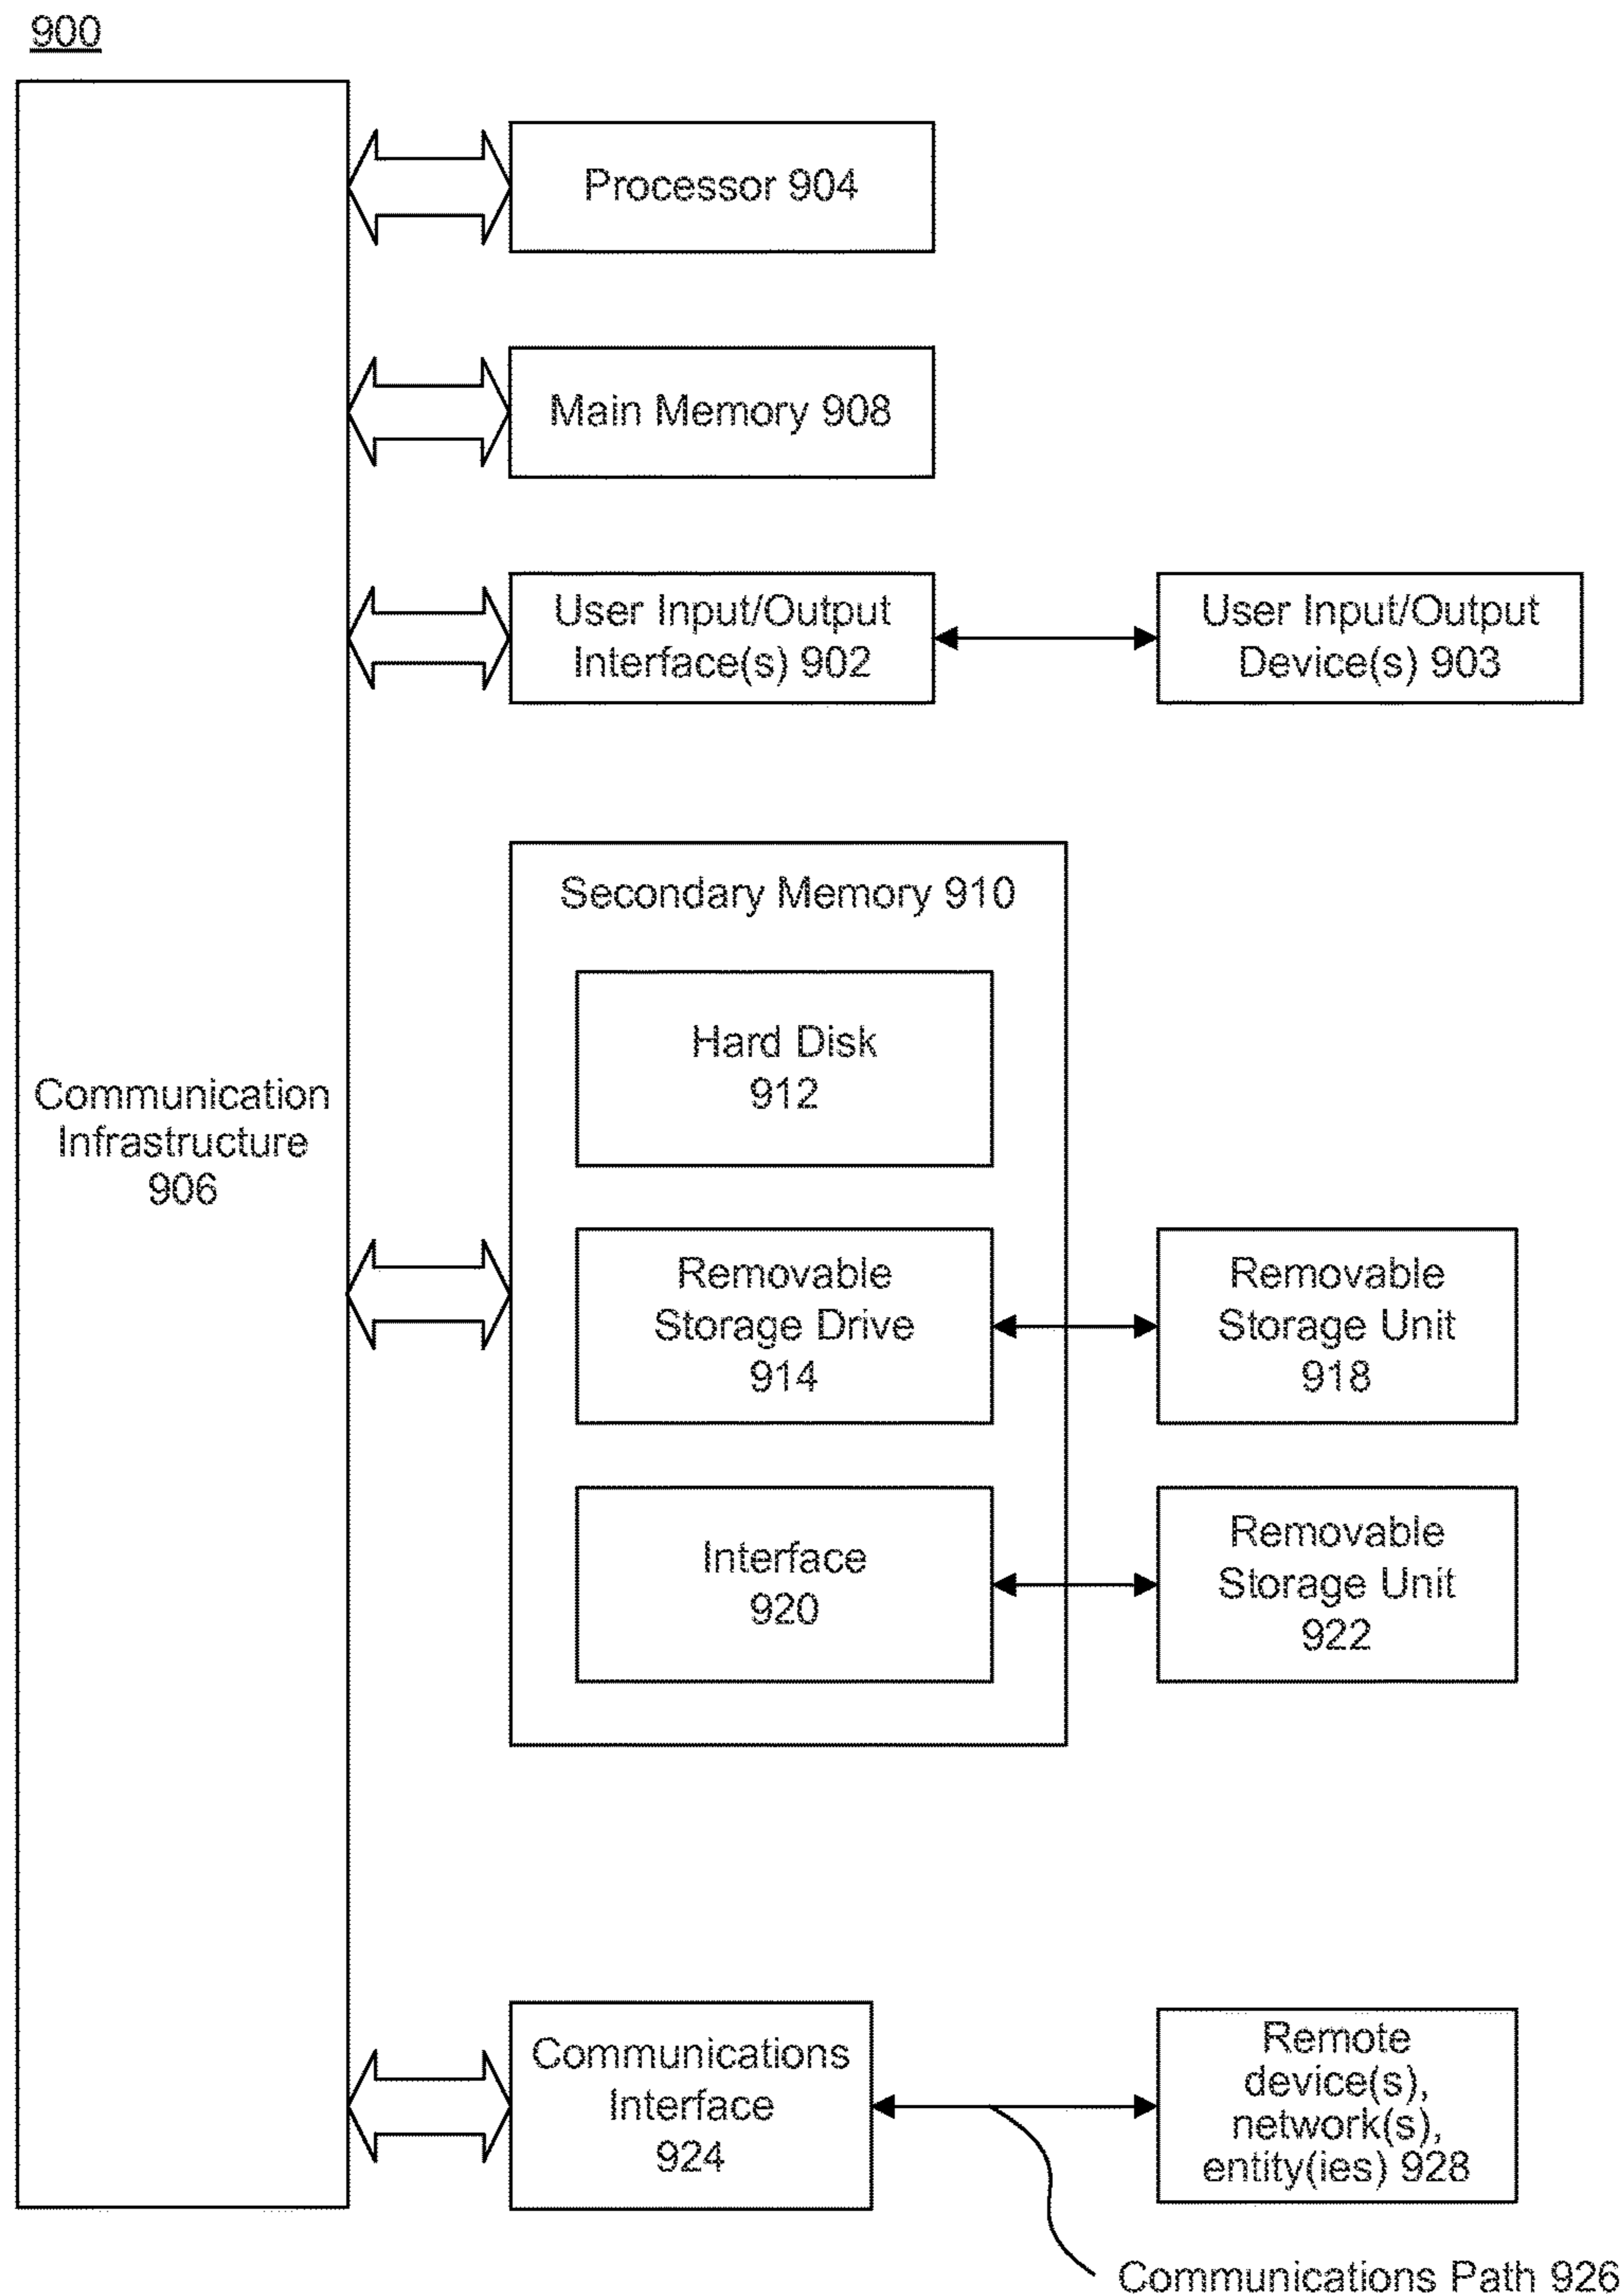 900
Processor 904
Main Memory 908
User Input/Output
Interface(s) 902
User Input/Output
Device(s) 903
Secondary Memory 910
Hard Disk
912
Communication
Infrastructure
906
Removable
Storage Drive
914
Removable
Storage Unit
918
Interface
920
Removable
Storage Unit
922
Communications
Interface
924
Remote
device(s),
network(s),
entity(ies) 928
Communications Path 926